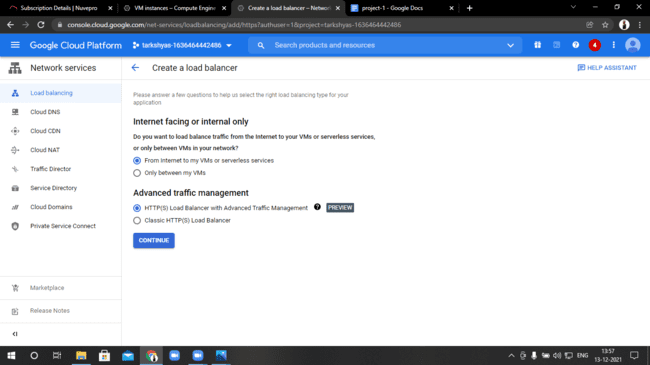 Subscription Details | Nuvepro
VM instances – Compute Engine
Create a load balancer – Network
project-1 - Google Docs
console.cloud.google.com/net-services/loadbalancing/add/https?authuser=1&project=tarkshyas-1636464442486
Google Cloud Platform
tarkshyas-1636464442486
Search products and resources
4
Network services
Create a load balancer
HELP ASSISTANT
Load balancing
Cloud DNS
Cloud CDN
Cloud NAT
Traffic Director
Service Directory
Cloud Domains
Private Service Connect
Marketplace
Release Notes
Please answer a few questions to help us select the right load balancing type for your
application
Internet facing or internal only
Do you want to load balance traffic from the Internet to your VMs or serverless services,
or only between VMs in your network?
From Internet to my VMs or serverless services
Only between my VMs
Advanced traffic management
HTTP(S) Load Balancer with Advanced Traffic Management
PREVIEW
Classic HTTP(S) Load Balancer
CONTINUE
ENG
13:57
13-12-2021